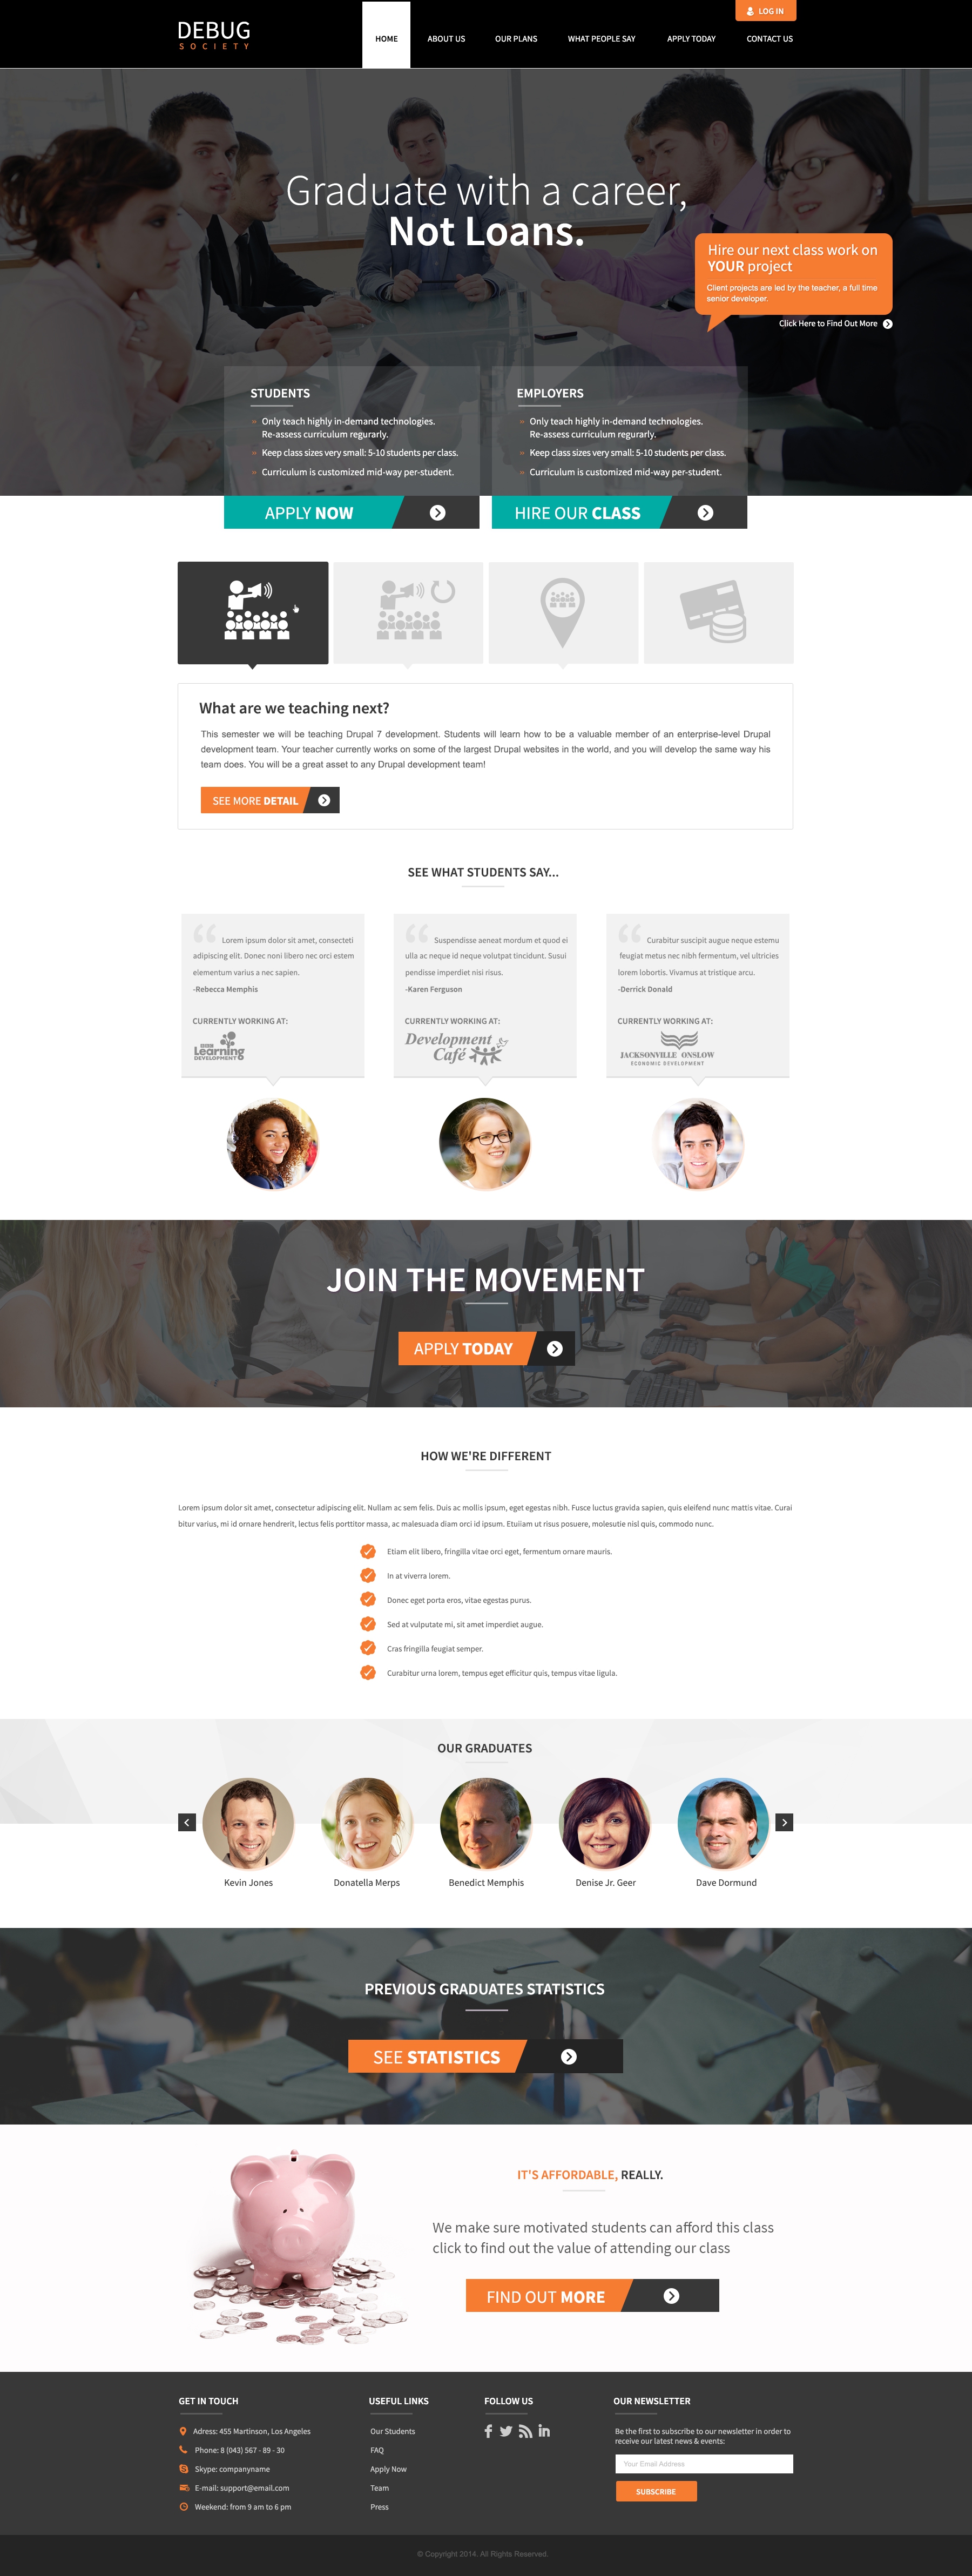 DEBUG
SOCIETY
LOG IN
HOME
ABOUT US
OUR PLANS
WHAT PEOPLE SAY
APPLY TODAY
CONTACT US
Graduate with a career,
Not Loans.
Hire our next class work on
YOUR project
Client projects are led by the teacher, a full time
senior developer.
Click Here to Find Out More
STUDENTS
Only teach highly in-demand technologies.
Re-assess curriculum regurarly.
Keep class sizes very small: 5-10 students per class.
Curriculum is customized mid-way per-student.
APPLY NOW
EMPLOYERS
Only teach highly in-demand technologies.
Re-assess curriculum regurarly.
Keep class sizes very small: 5-10 students per class.
Curriculum is customized mid-way per-student.
HIRE OUR CLASS
What are we teaching next?
This semester we will be teaching Drupal 7 development. Students will learn how to be a valuable member of an enterprise-level Drupal
development team. Your teacher currently works on some of the largest Drupal websites in the world, and you will develop the same way his
team does. You will be a great asset to any Drupal development team!
SEE MORE DETAIL
SEE WHAT STUDENTS SAY...
Lorem ipsum dolor sit amet, consecteti
adipiscing elit. Donec noni libero nec orci estem
elementum varius a nec sapien.
-Rebecca Memphis
CURRENTLY WORKING AT:
Learning
DEVELOPMENT
Suspendisse aeneat mordum et quod ei
ulla ac neque id neque volutpat tincidunt. Susui
pendisse imperdiet nisi risus.
-Karen Ferguson
CURRENTLY WORKING AT:
Development
Café
Curabitur suscipit augue neque estemu
feugiat metus nec nibh fermentum, vel ultricies
lorem lobortis. Vivamus at tristique arcu.
-Derrick Donald
CURRENTLY WORKING AT:
JACKSONVILLE ONSLOW
ECONOMIC DEVELOPMENT
JOIN THE MOVEMENT
APPLY TODAY
HOW WE'RE DIFFERENT
Lorem ipsum dolor sit amet, consectetur adipiscing elit. Nullam ac sem felis. Duis ac mollis ipsum, eget egestas nibh. Fusce luctus gravida sapien, quis eleifend nunc mattis vitae. Curai
bitur varius, mi id ornare hendrerit, lectus felis porttitor massa, ac malesuada diam orci id ipsum. Etuiiam ut risus posuere, molesutie nisl quis, commodo nunc.
Etiam elit libero, fringilla vitae orci eget, fermentum ornare mauris.
In at viverra lorem.
Donec eget porta eros, vitae egestas purus.
Sed at vulputate mi, sit amet imperdiet augue.
Cras fringilla feugiat semper.
Curabitur urna lorem, tempus eget efficitur quis, tempus vitae ligula.
OUR GRADUATES
Kevin Jones
Donatella Merps
Benedict Memphis
Denise Jr. Geer
Dave Dormund
PREVIOUS GRADUATES STATISTICS
SEE STATISTICS
IT'S AFFORDABLE, REALLY.
We make sure motivated students can afford this class
click to find out the value of attending our class
FIND OUT MORE
GET IN TOUCH
Adress: 455 Martinson, Los Angeles
Phone: 8 (043) 567 - 89 - 30
Skype: companyname
E-mail: support@email.com
Weekend: from 9 am to 6 pm
USEFUL LINKS
Our Students
FAQ
Apply Now
Team
Press
FOLLOW US
OUR NEWSLETTER
Be the first to subscribe to our newsletter in order to
receive our latest news & events:
Your Email Address
SUBSCRIBE
© Copyright 2014. All Rights Reserved.